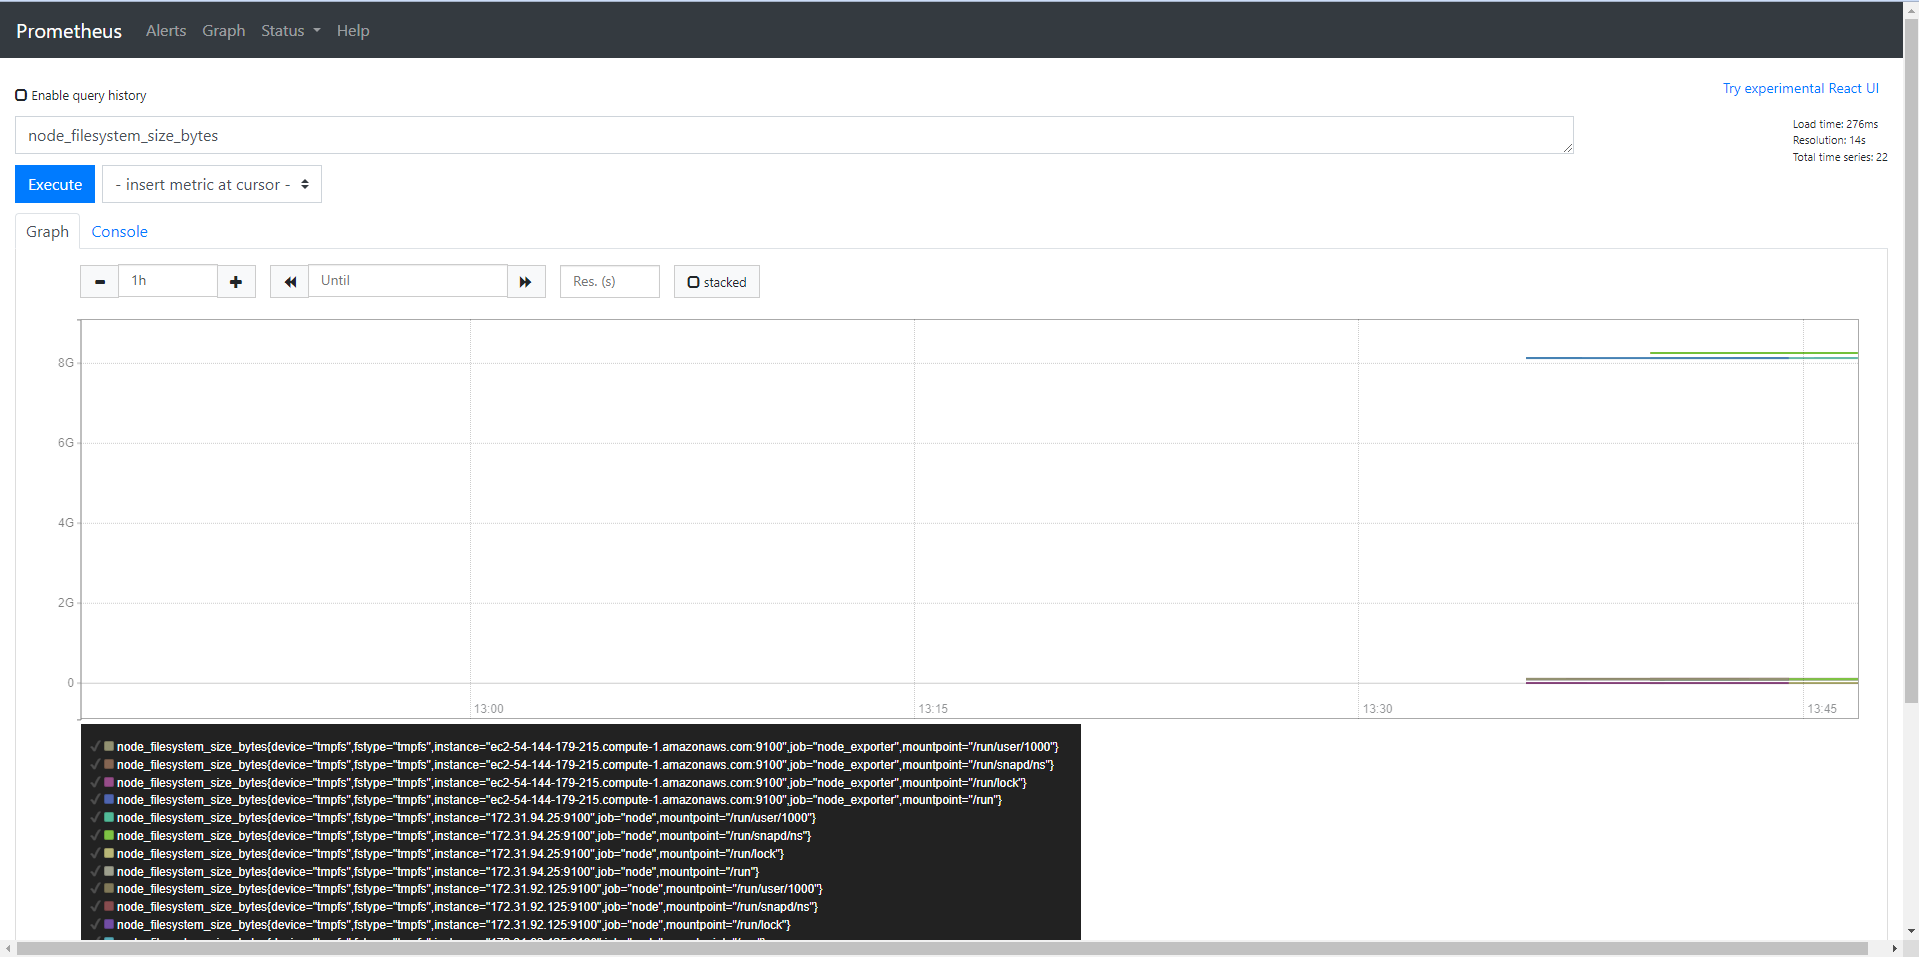 Prometheus Alerts Graph Status Help
Enable query history
Try experimental React UI
node_filesystem_size_bytes
Load time: 276ms
Resolution: 14s
Total time series: 22
Execute - insert metric at cursor -
Graph Console
1h Until Res. (s) stacked
8G
6G
4G
2G
0
13:00 13:15 13:30 13:45
node_filesystem_size_bytes{device="tmpfs",fstype="tmpfs",instance="ec2-54-144-179-215.compute-1.amazonaws.com:9100",job="node_exporter",mountpoint="/run/user/1000"}
node_filesystem_size_bytes{device="tmpfs",fstype="tmpfs",instance="ec2-54-144-179-215.compute-1.amazonaws.com:9100",job="node_exporter",mountpoint="/run/snapd/ns"}
node_filesystem_size_bytes{device="tmpfs",fstype="tmpfs",instance="ec2-54-144-179-215.compute-1.amazonaws.com:9100",job="node_exporter",mountpoint="/run/lock"}
node_filesystem_size_bytes{device="tmpfs",fstype="tmpfs",instance="ec2-54-144-179-215.compute-1.amazonaws.com:9100",job="node_exporter",mountpoint="/run"}
node_filesystem_size_bytes{device="tmpfs",fstype="tmpfs",instance="172.31.94.25:9100",job="node",mountpoint="/run/user/1000"}
node_filesystem_size_bytes{device="tmpfs",fstype="tmpfs",instance="172.31.94.25:9100",job="node",mountpoint="/run/snapd/ns"}
node_filesystem_size_bytes{device="tmpfs",fstype="tmpfs",instance="172.31.94.25:9100",job="node",mountpoint="/run/lock"}
node_filesystem_size_bytes{device="tmpfs",fstype="tmpfs",instance="172.31.94.25:9100",job="node",mountpoint="/run"}
node_filesystem_size_bytes{device="tmpfs",fstype="tmpfs",instance="172.31.92.125:9100",job="node",mountpoint="/run/user/1000"}
node_filesystem_size_bytes{device="tmpfs",fstype="tmpfs",instance="172.31.92.125:9100",job="node",mountpoint="/run/snapd/ns"}
node_filesystem_size_bytes{device="tmpfs",fstype="tmpfs",instance="172.31.92.125:9100",job="node",mountpoint="/run/lock"}